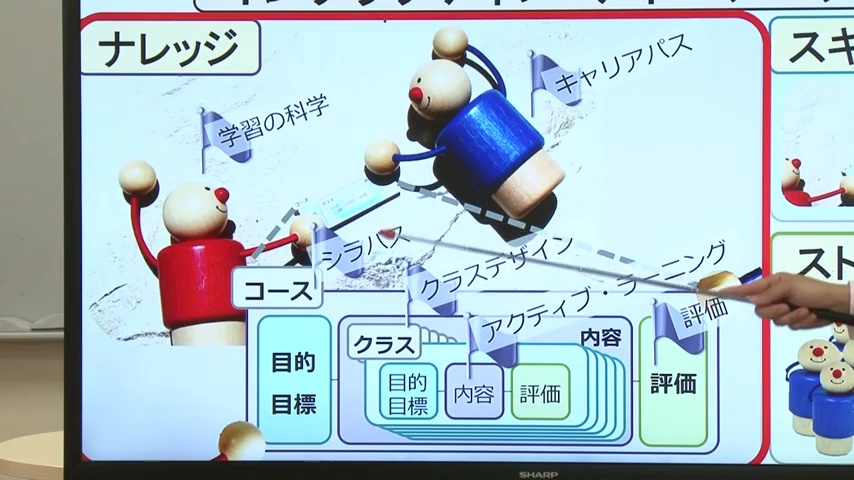 ナレッジ
スキ
キャリアパス
学習の科学
コース
シラバス
クラスデザイン
アクティブ・ラーニング
評価
スト
コース
クラス
内容
目的
目標
目的
目標
内容
評価
評価
SHARP